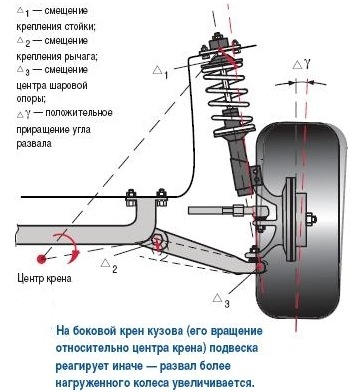 △1 — смещение
крепления стойки;
△2 — смещение
крепления рычага;
△3 — смещение
центра шаровой
опоры;
△γ — положительное
приращение угла
развала
△1
△γ
△2
Центр крена
△3
На боковой крен кузова (его вращение
относительно центра крена) подвеска
реагирует иначе — развал более
нагруженного колеса увеличивается.